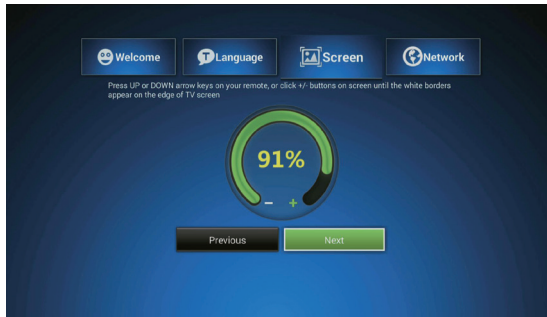 Welcome
Language
Screen
Network
Press UP or DOWN arrow keys on your remote, or click +/- buttons on screen until the white borders
appear on the edge of TV screen
91%
- +
Previous
Next